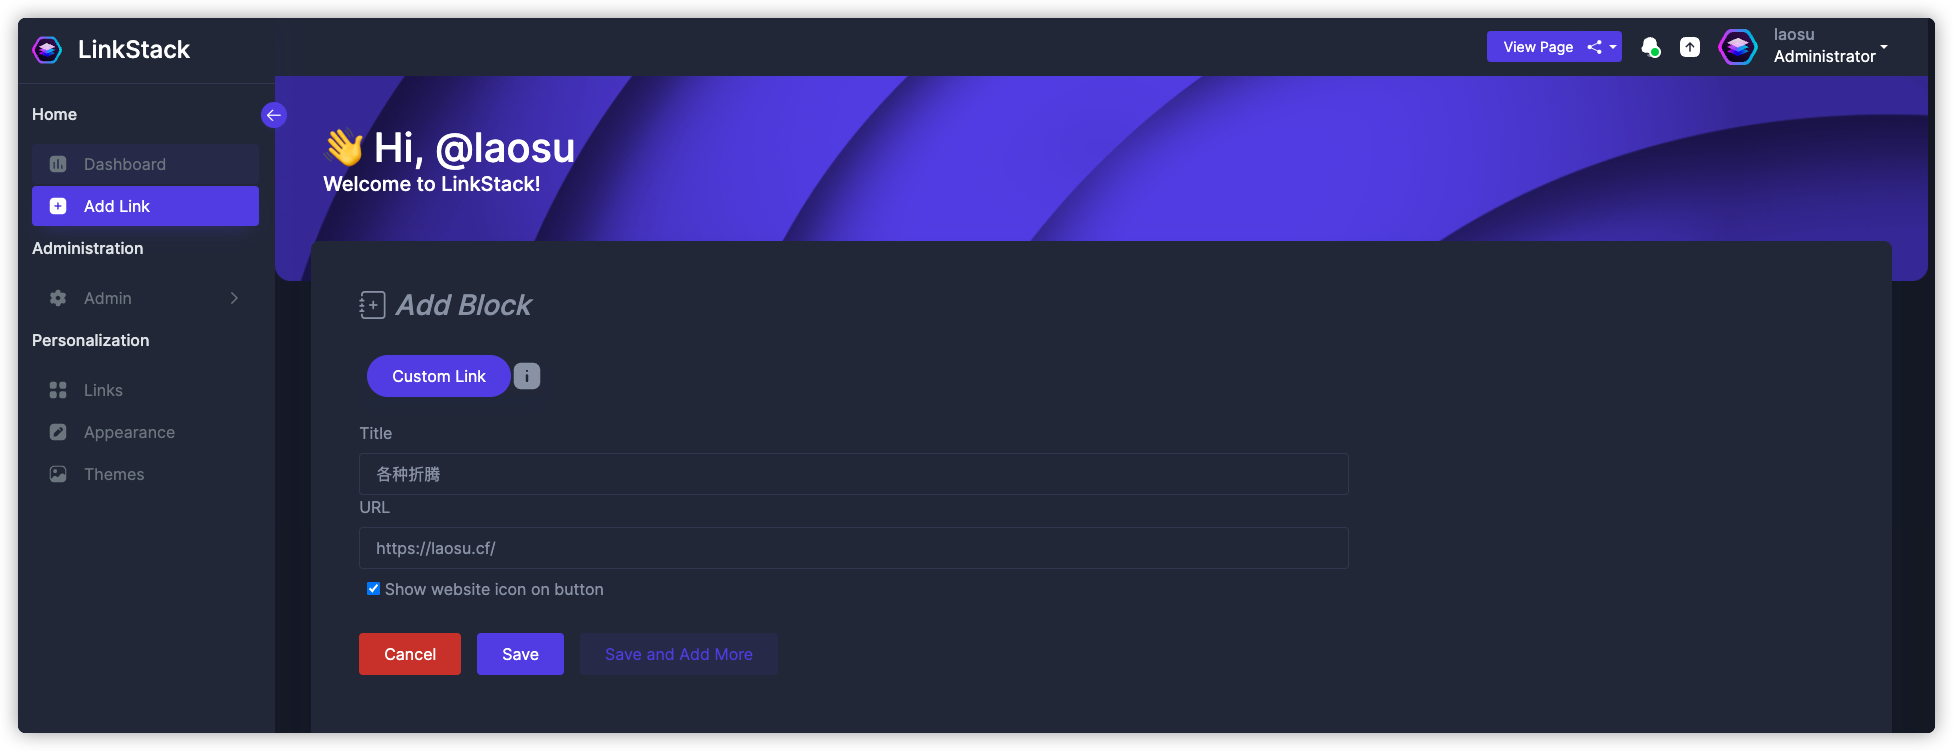 LinkStack
View Page
laosu
Administrator
Home
Dashboard
Add Link
Administration
Admin
Personalization
Links
Appearance
Themes
👋 Hi, @laosu
Welcome to LinkStack!
Add Block
Custom Link
i
Title
各种折腾
URL
https://laosu.cf/
Show website icon on button
Cancel
Save
Save and Add More